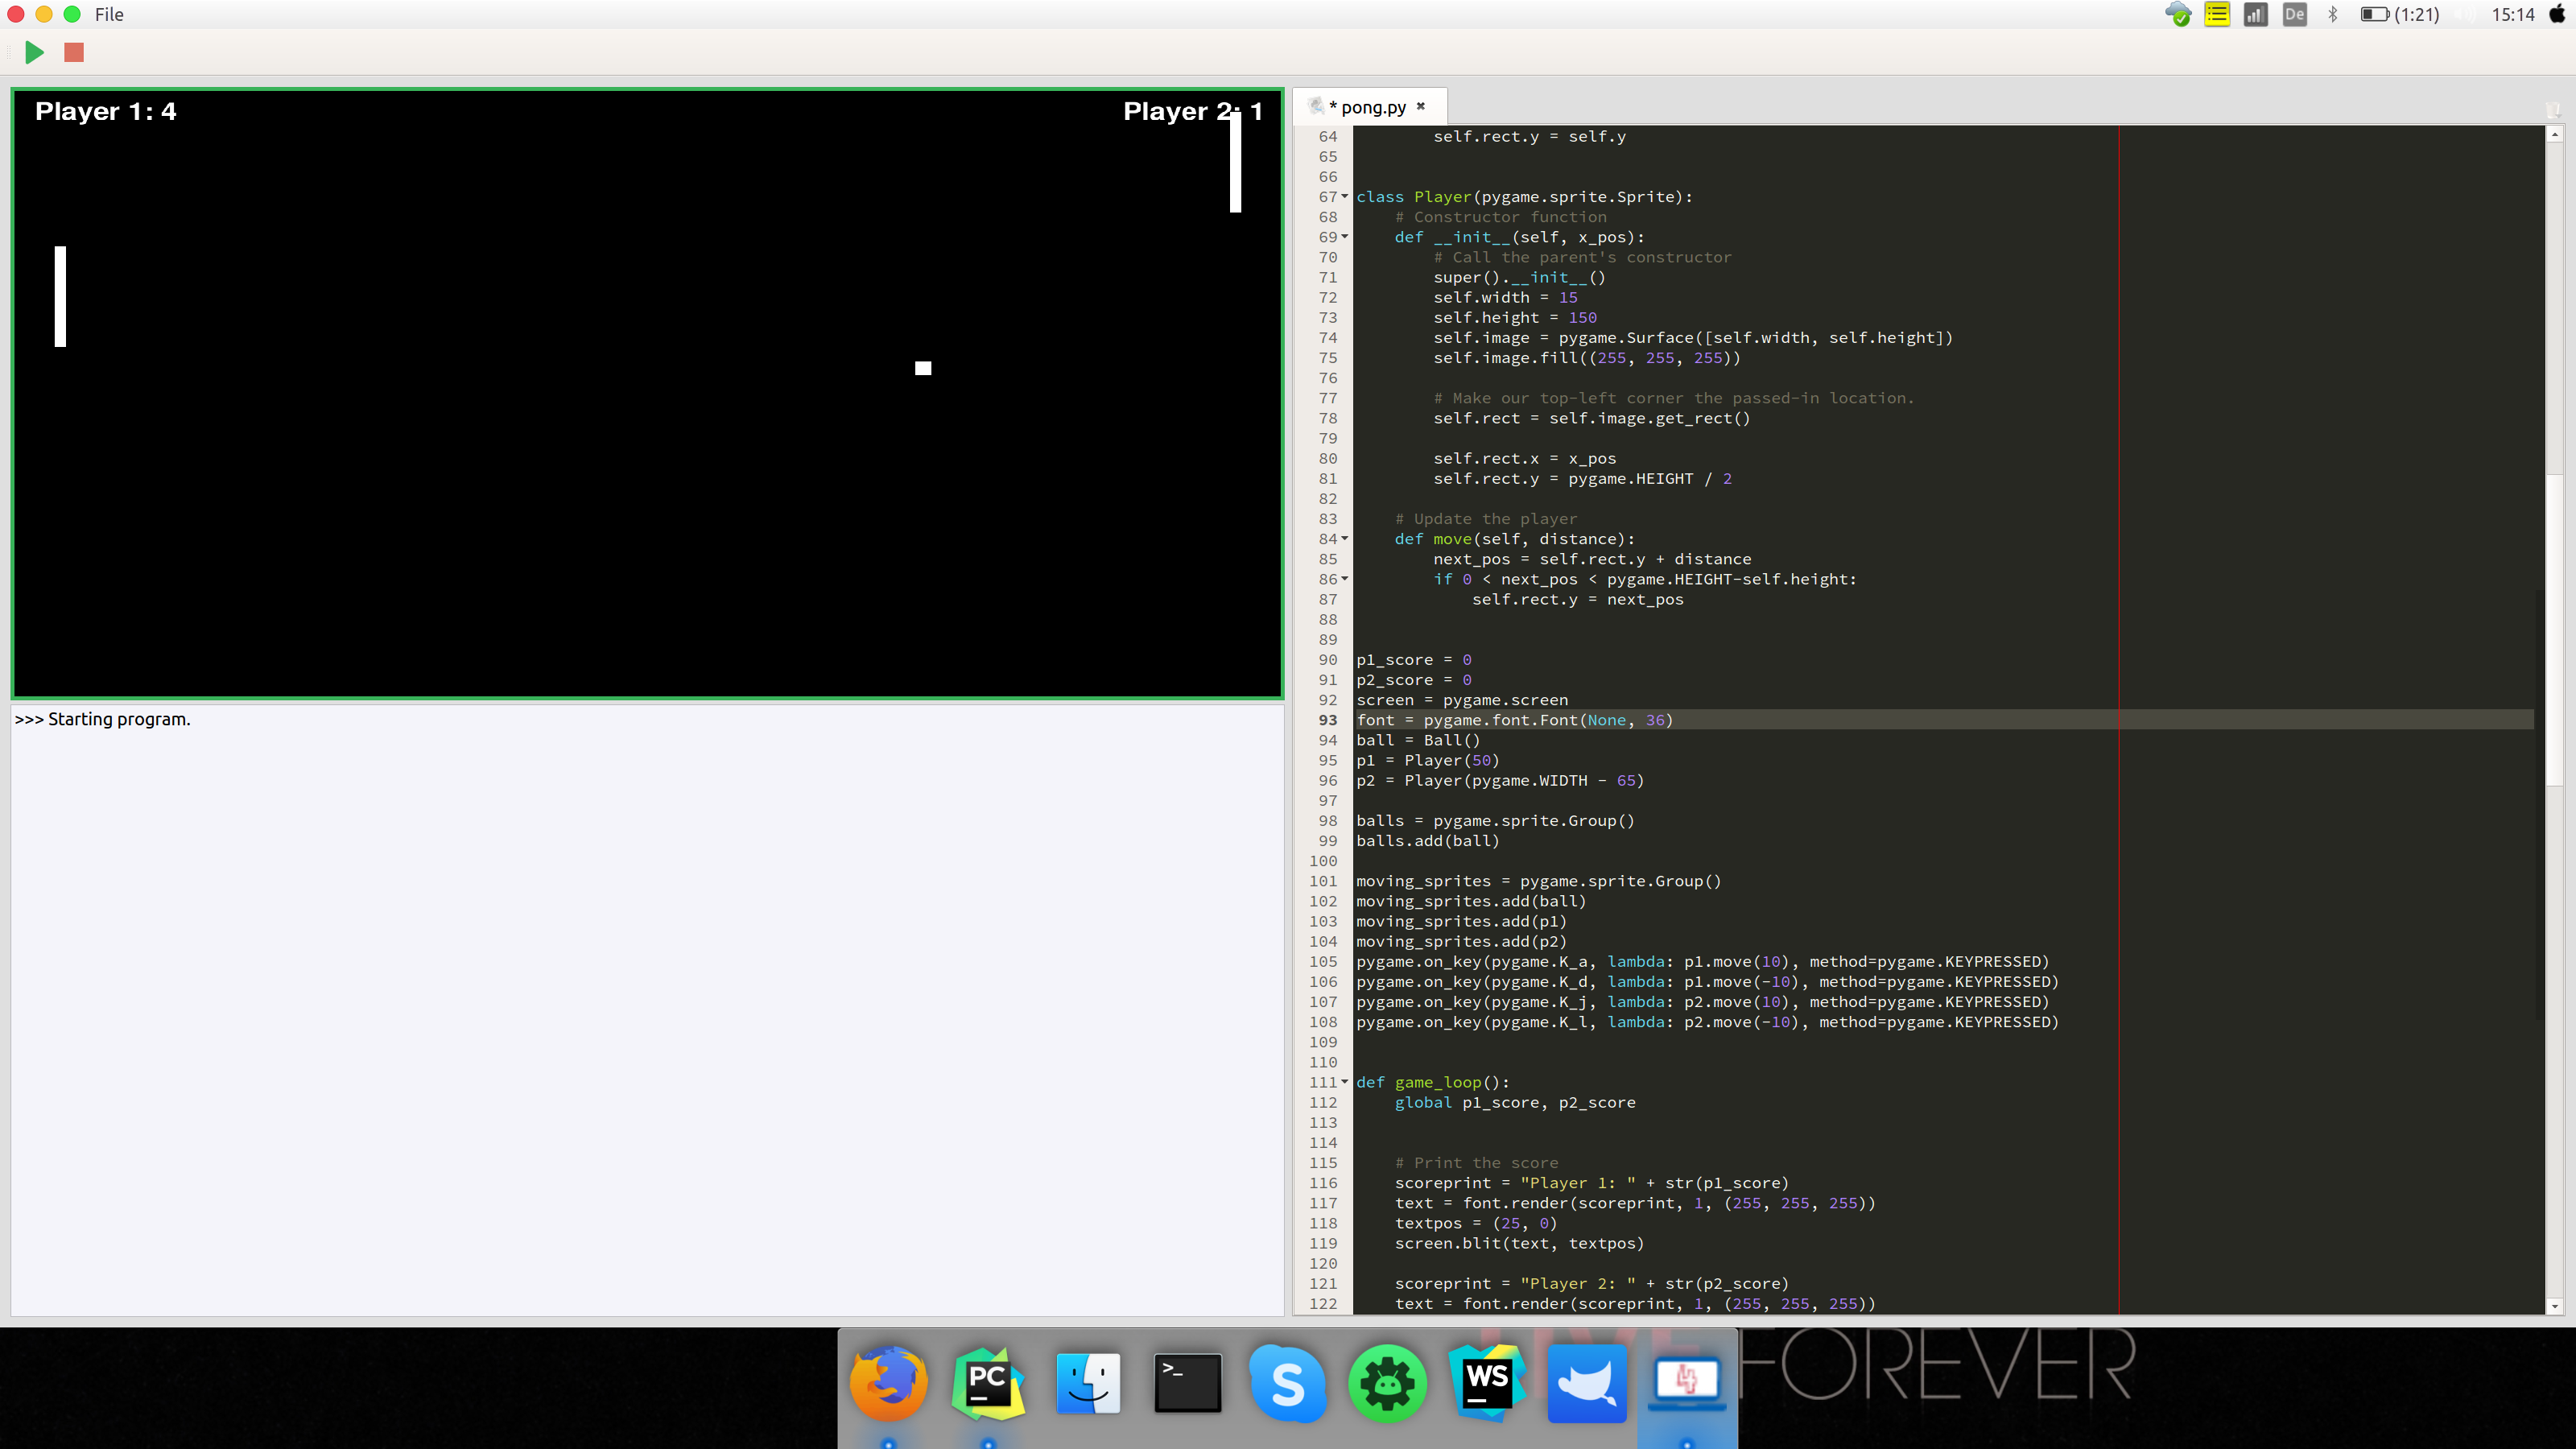 File
De
(1:21)
15:14
Player 1: 4
Player 2: 1
>>> Starting program.
* pong.py
64 self.rect.y = self.y
65
66
67 class Player(pygame.sprite.Sprite):
68 # Constructor function
69 def __init__(self, x_pos):
70 # Call the parent's constructor
71 super().__init__()
72 self.width = 15
73 self.height = 150
74 self.image = pygame.Surface([self.width, self.height])
75 self.image.fill((255, 255, 255))
76
77 # Make our top-left corner the passed-in location.
78 self.rect = self.image.get_rect()
79
80 self.rect.x = x_pos
81 self.rect.y = pygame.HEIGHT / 2
82
83 # Update the player
84 def move(self, distance):
85 next_pos = self.rect.y + distance
86 if 0 < next_pos < pygame.HEIGHT-self.height:
87 self.rect.y = next_pos
88
89
90 p1_score = 0
91 p2_score = 0
92 screen = pygame.screen
93 font = pygame.font.Font(None, 36)
94 ball = Ball()
95 p1 = Player(50)
96 p2 = Player(pygame.WIDTH - 65)
97
98 balls = pygame.sprite.Group()
99 balls.add(ball)
100
101 moving_sprites = pygame.sprite.Group()
102 moving_sprites.add(ball)
103 moving_sprites.add(p1)
104 moving_sprites.add(p2)
105 pygame.on_key(pygame.K_a, lambda: p1.move(10), method=pygame.KEYPRESSED)
106 pygame.on_key(pygame.K_d, lambda: p1.move(-10), method=pygame.KEYPRESSED)
107 pygame.on_key(pygame.K_j, lambda: p2.move(10), method=pygame.KEYPRESSED)
108 pygame.on_key(pygame.K_l, lambda: p2.move(-10), method=pygame.KEYPRESSED)
109
110
111 def game_loop():
112 global p1_score, p2_score
113
114
115 # Print the score
116 scoreprint = "Player 1: " + str(p1_score)
117 text = font.render(scoreprint, 1, (255, 255, 255))
118 textpos = (25, 0)
119 screen.blit(text, textpos)
120
121 scoreprint = "Player 2: " + str(p2_score)
122 text = font.render(scoreprint, 1, (255, 255, 255))
PC
>_
S
WS
4
FOREVER